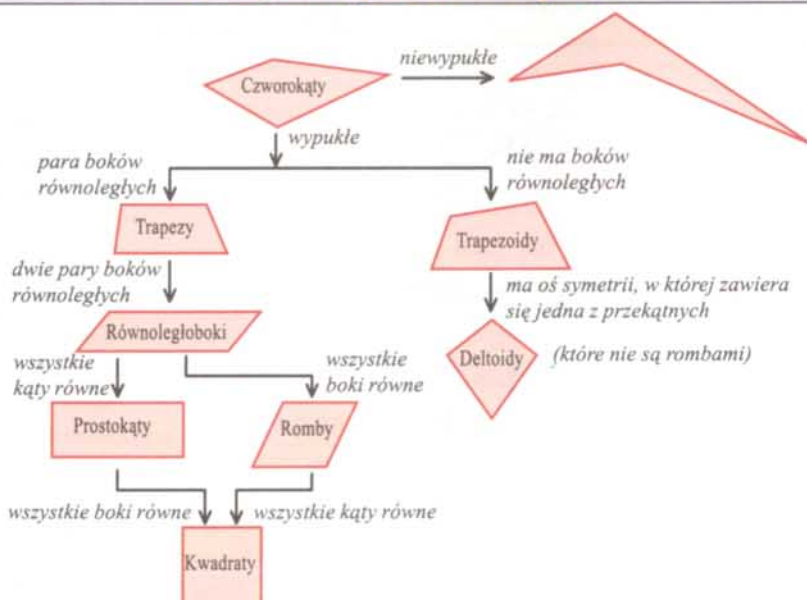 niewypukłe
Czworokąty
wypukłe
para boków
równoległych
nie ma boków
równoległych
Trapezy
Trapezoidy
dwie pary boków
równoległych
ma oś symetrii, w której zawiera
się jedna z przekątnych
Równoległoboki
Deltoidy
(które nie są rombami)
wszystkie
kąty równe
wszystkie
boki równe
Prostokąty
Romby
wszystkie boki równe
wszystkie kąty równe
Kwadraty